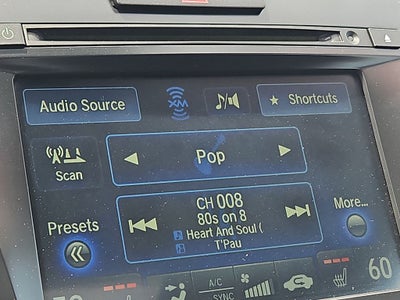 Audio Source
XM
Shortcuts
Scan
Pop
Presets
CH 008
80s on 8
Heart And Soul (
T'Pau
More...
A/C
SYNC
60